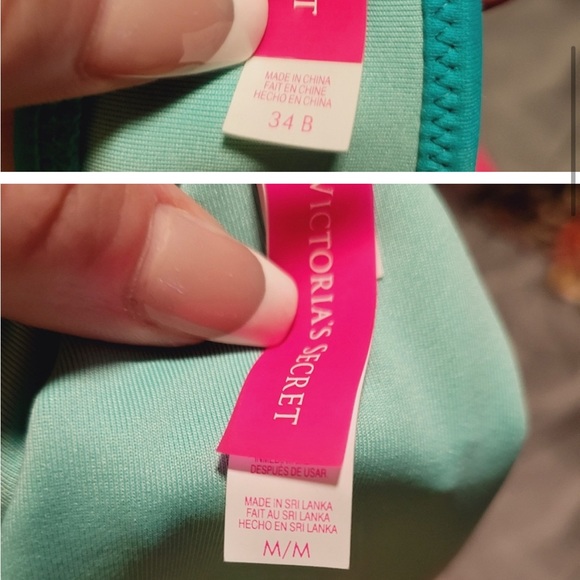 T
MADE IN CHINA
FAIT EN CHINE
HECHO EN CHINA
34 B
VICTORIA'S SECRET
DESPUÉS DE USAR
MADE IN SRI LANKA
FAIT AU SRI LANKA
HECHO EN SRI LANKA
M/M